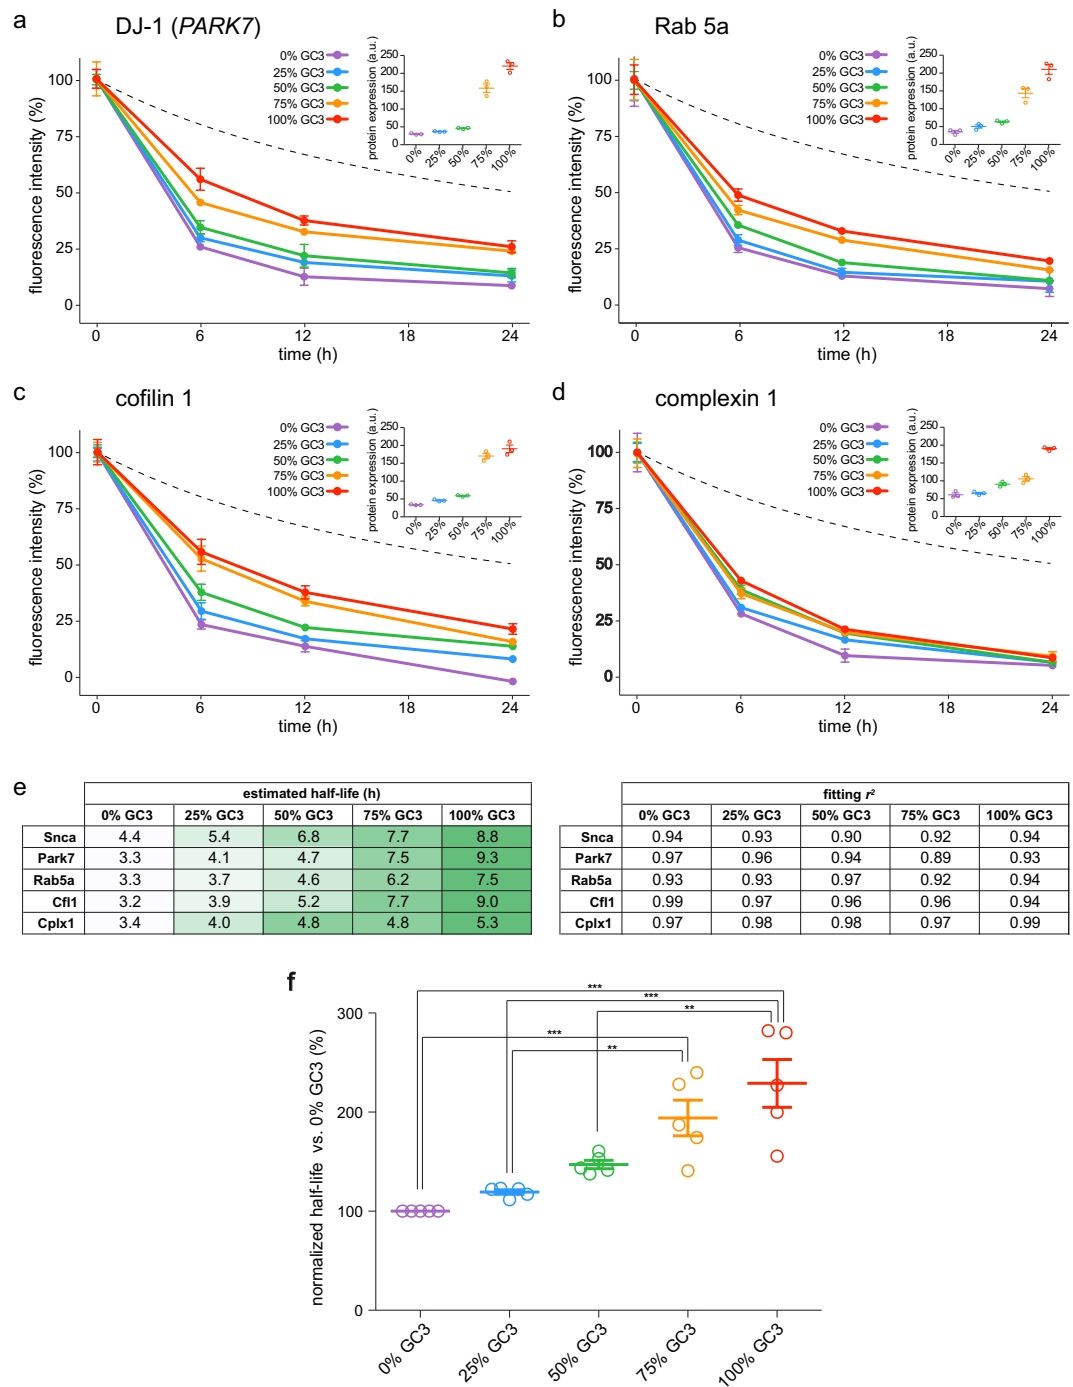 a
DJ-1 (PARK7)
0% GC3
25% GC3
50% GC3
75% GC3
100% GC3
protein expression (a.u.)
250
200
150
100
50
0
0%
25%
50%
75%
100%
fluorescence intensity (%)
100
75
50
25
0
0
6
12
18
24
time (h)
b
Rab 5a
0% GC3
25% GC3
50% GC3
75% GC3
100% GC3
protein expression (a.u.)
250
200
150
100
50
0
0%
25%
50%
75%
100%
fluorescence intensity (%)
100
75
50
25
0
0
6
12
18
24
time (h)
c
cofilin 1
0% GC3
25% GC3
50% GC3
75% GC3
100% GC3
protein expression (a.u.)
250
200
150
100
50
0
0%
25%
50%
75%
100%
fluorescence intensity (%)
100
75
50
25
0
0
6
12
18
24
time (h)
d
complexin 1
0% GC3
25% GC3
50% GC3
75% GC3
100% GC3
protein expression (a.u.)
250
200
150
100
50
0
0%
25%
50%
75%
100%
fluorescence intensity (%)
100
75
50
25
0
0
6
12
18
24
time (h)
e
estimated half-life (h)
0% GC3 25% GC3 50% GC3 75% GC3 100% GC3
Snca 4.4 5.4 6.8 7.7 8.8
Park7 3.3 4.1 4.7 7.5 9.3
Rab5a 3.3 3.7 4.6 6.2 7.5
Cfl1 3.2 3.9 5.2 7.7 9.0
Cplx1 3.4 4.0 4.8 4.8 5.3
fitting r²
0% GC3 25% GC3 50% GC3 75% GC3 100% GC3
Snca 0.94 0.93 0.90 0.92 0.94
Park7 0.97 0.96 0.94 0.89 0.93
Rab5a 0.93 0.93 0.97 0.92 0.94
Cfl1 0.99 0.97 0.96 0.96 0.94
Cplx1 0.97 0.98 0.98 0.97 0.99
f
***
***
**
***
**
normalized half-life vs. 0% GC3 (%)
300
200
100
0
0% GC3
25% GC3
50% GC3
75% GC3
100% GC3